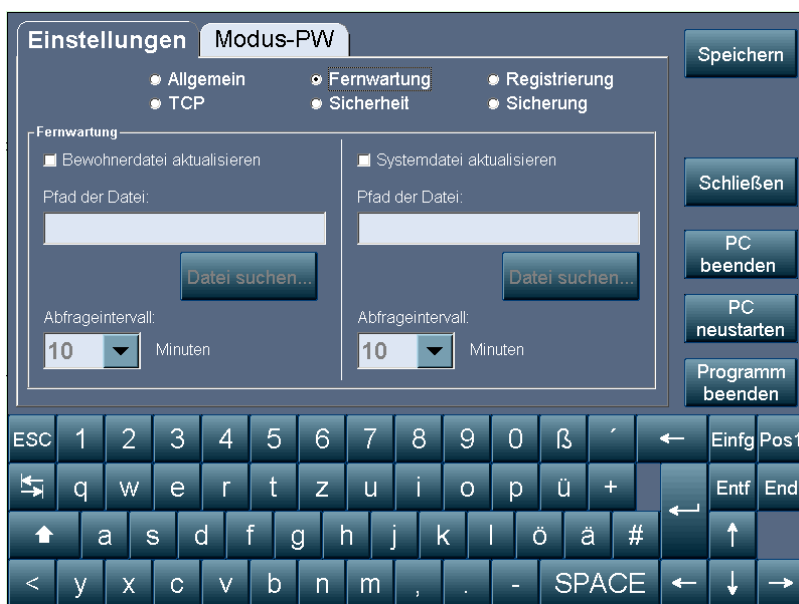 Einstellungen Modus-PW
Speichern
Allgemein Fernwartung Registrierung
TCP Sicherheit Sicherung
Fernwartung
Bewohnerdatei aktualisieren Systemdatei aktualisieren
Schließen
Pfad der Datei: Pfad der Datei:
PC
beenden
Datei suchen... Datei suchen...
PC
neustarten
Abfrageintervall: Abfrageintervall:
10 Minuten 10 Minuten
Programm
beenden
ESC 1 2 3 4 5 6 7 8 9 0 ß ´ ← Einfg Pos1
q w e r t z u i o p ü + Entf End
a s d f g h j k l ö ä # ↑
< y x c v b n m , . - SPACE ← ↓ →